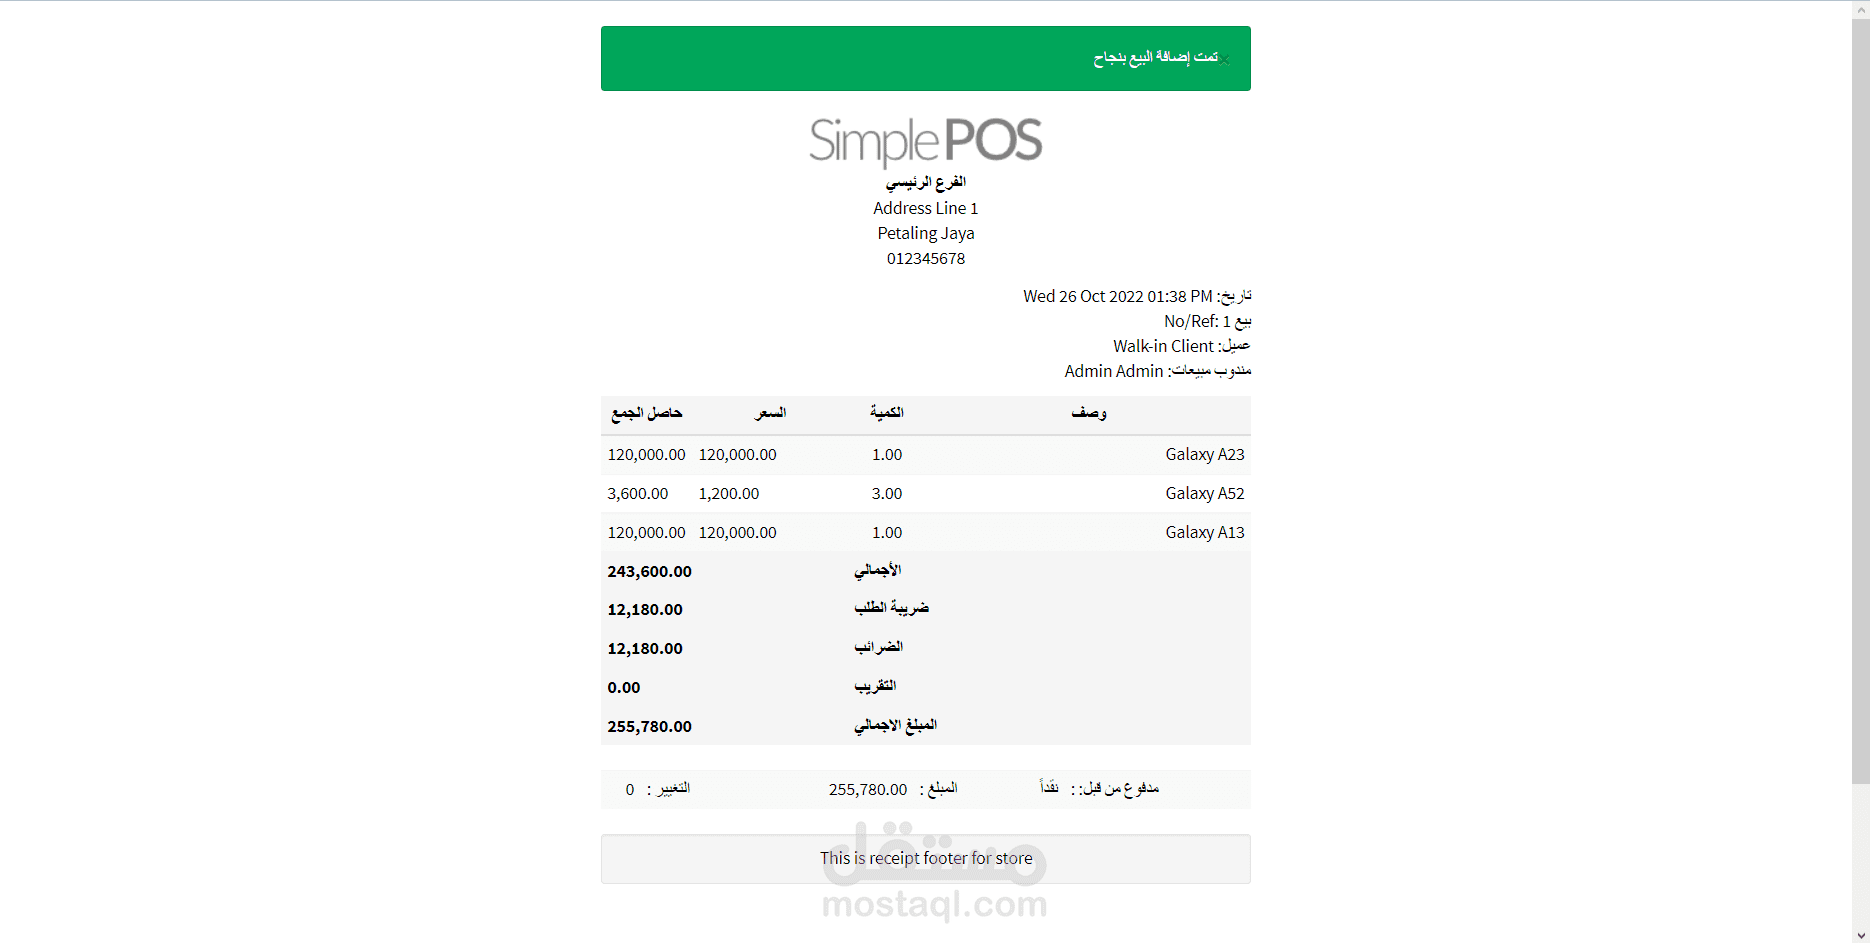 تمت إضافة البيع بنجاح ×
SimplePOS
الفرع الرئيسي
Address Line 1
Petaling Jaya
012345678
تاريخ: Wed 26 Oct 2022 01:38 PM
بيع No/Ref: 1
عميل: Walk-in Client
مندوب مبيعات: Admin Admin
وصف الكمية السعر حاصل الجمع
Galaxy A23 1.00 120,000.00 120,000.00
Galaxy A52 3.00 1,200.00 3,600.00
Galaxy A13 1.00 120,000.00 120,000.00
الأجمالي 243,600.00
ضريبة الطلب 12,180.00
الضرائب 12,180.00
التقريب 0.00
المبلغ الاجمالي 255,780.00
مدفوع من قبل: : نقداً المبلغ : 255,780.00 التغيير : 0
This is receipt footer for store
مستقل
mostaql.com